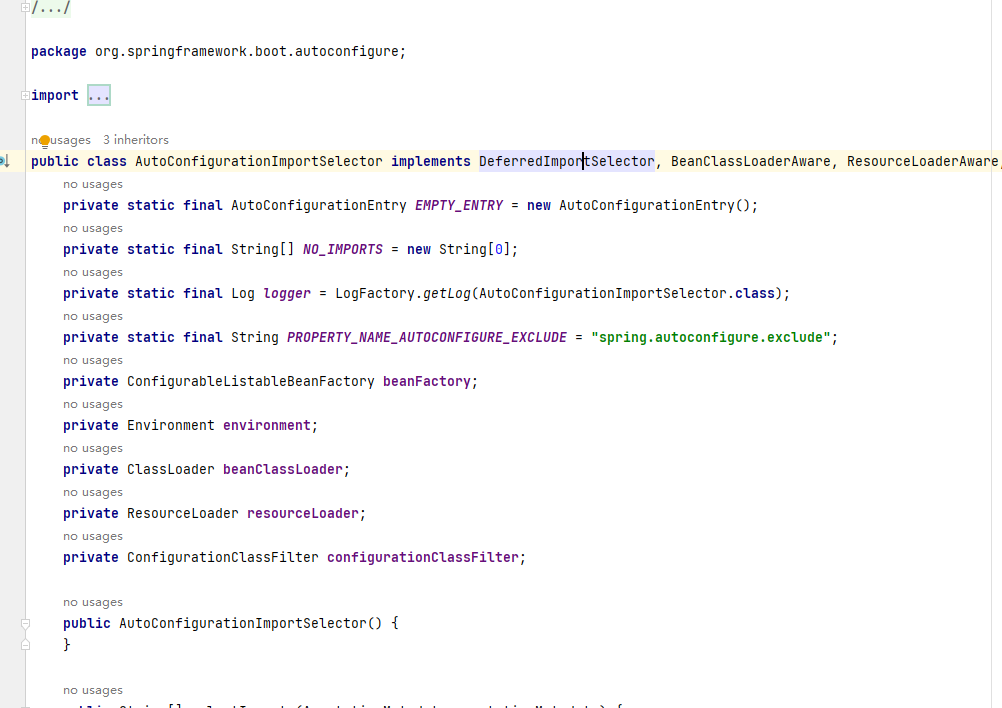 /.../
package org.springframework.boot.autoconfigure;
import ...
usages 3 inheritors
public class AutoConfigurationImportSelector implements DeferredImportSelector, BeanClassLoaderAware, ResourceLoaderAware,
no usages
private static final AutoConfigurationEntry EMPTY_ENTRY = new AutoConfigurationEntry();
no usages
private static final String[] NO_IMPORTS = new String[0];
no usages
private static final Log logger = LogFactory.getLog(AutoConfigurationImportSelector.class);
no usages
private static final String PROPERTY_NAME_AUTOCONFIGURE_EXCLUDE = "spring.autoconfigure.exclude";
no usages
private ConfigurableListableBeanFactory beanFactory;
no usages
private Environment environment;
no usages
private ClassLoader beanClassLoader;
no usages
private ResourceLoader resourceLoader;
no usages
private ConfigurationClassFilter configurationClassFilter;
no usages
public AutoConfigurationImportSelector() {
}
no usages